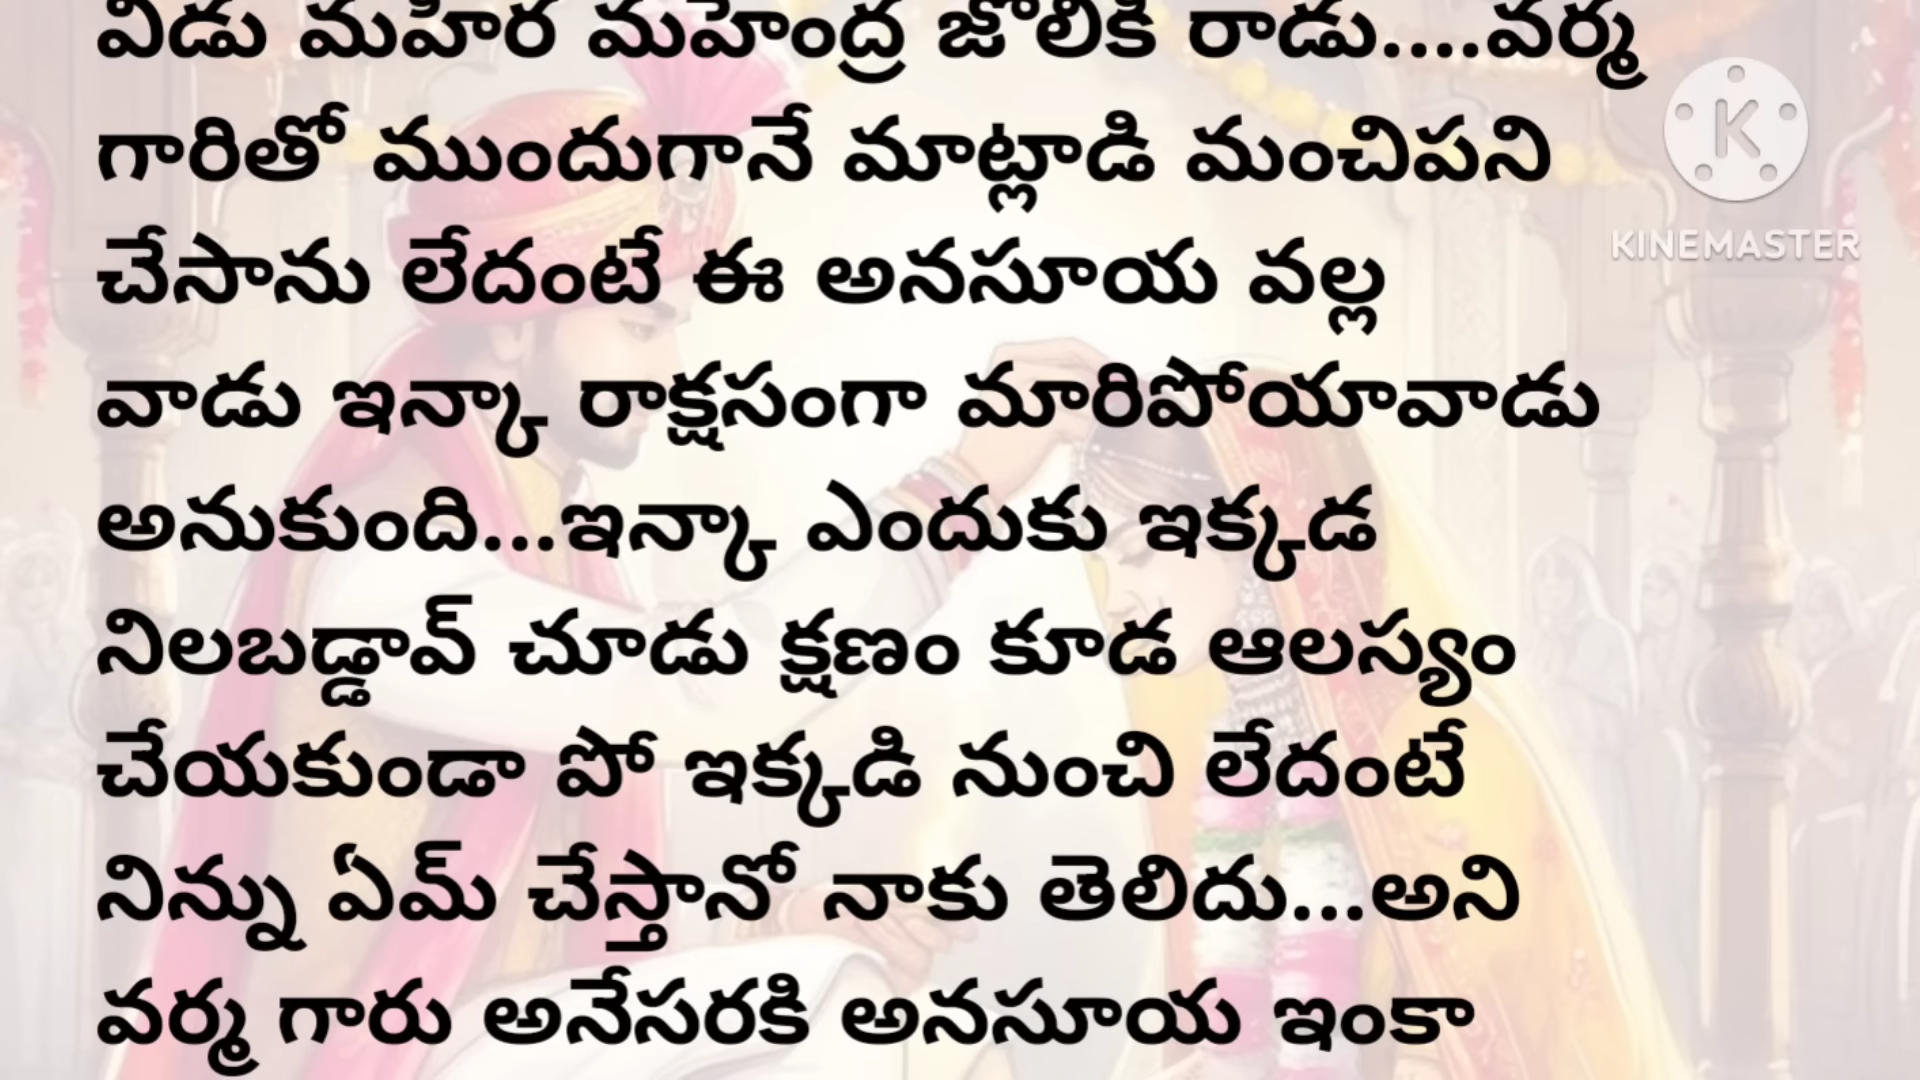 వీడు మహిర మహేంద్ర జోలికి రాడు....వర్మ
గారితో ముందుగానే మాట్లాడి మంచిపని
చేసాను లేదంటే ఈ అనసూయ వల్ల
వాడు ఇన్కా రాక్షసంగా మారిపోయావాడు
అనుకుంది...ఇన్కా ఎందుకు ఇక్కడ
నిలబడ్డావ్ చూడు క్షణం కూడ ఆలస్యం
చేయకుండా పో ఇక్కడి నుంచి లేదంటే
నిన్ను ఏమ్ చేస్తానో నాకు తెలిదు...అని
వర్మ గారు అనేసరకి అనసూయ ఇంకా
K
KINEMASTER